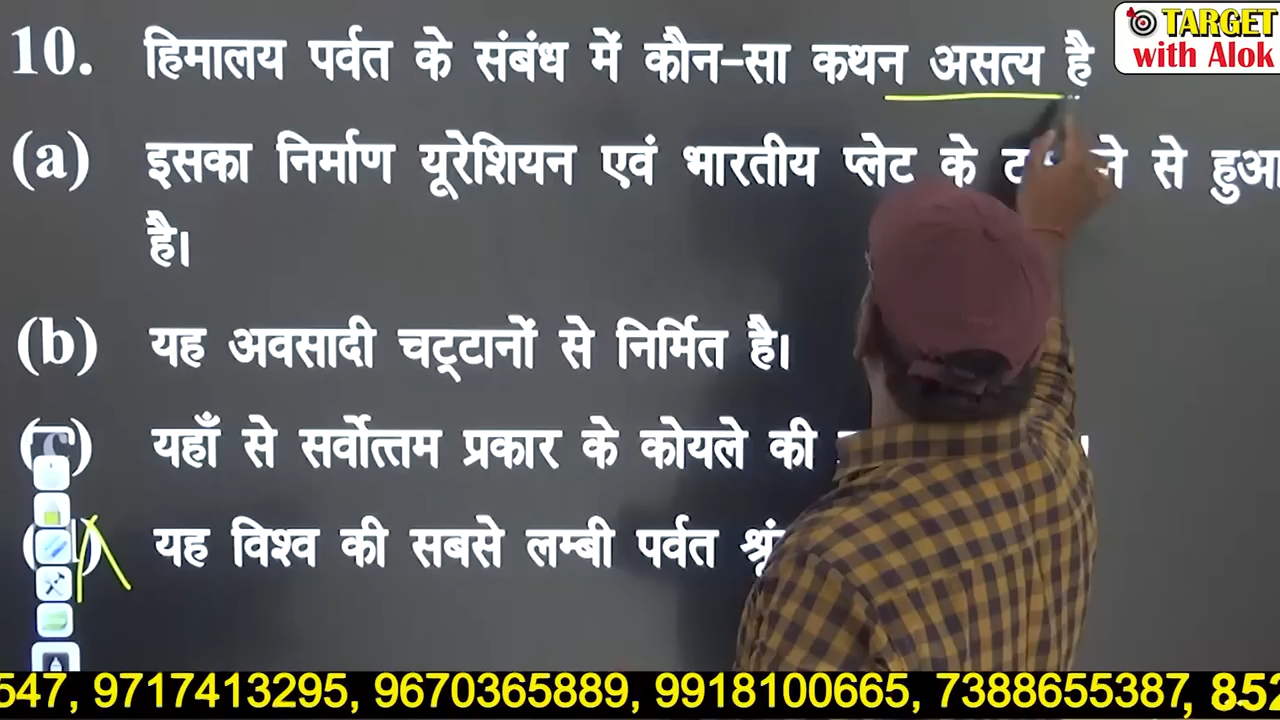 TARGET
with Alok
10. हिमालय पर्वत के संबंध में कौन-सा कथन असत्य है
(a) इसका निर्माण यूरेशियन एवं भारतीय प्लेट के से हुआ
है।
(b) यह अवसादी चट्टानों से निर्मित है।
(c) यहाँ से सर्वोत्तम प्रकार के कोयले की
यह विश्व की सबसे लम्बी पर्वत
547, 9717413295, 9670365889, 9918100665, 7388655387, 852